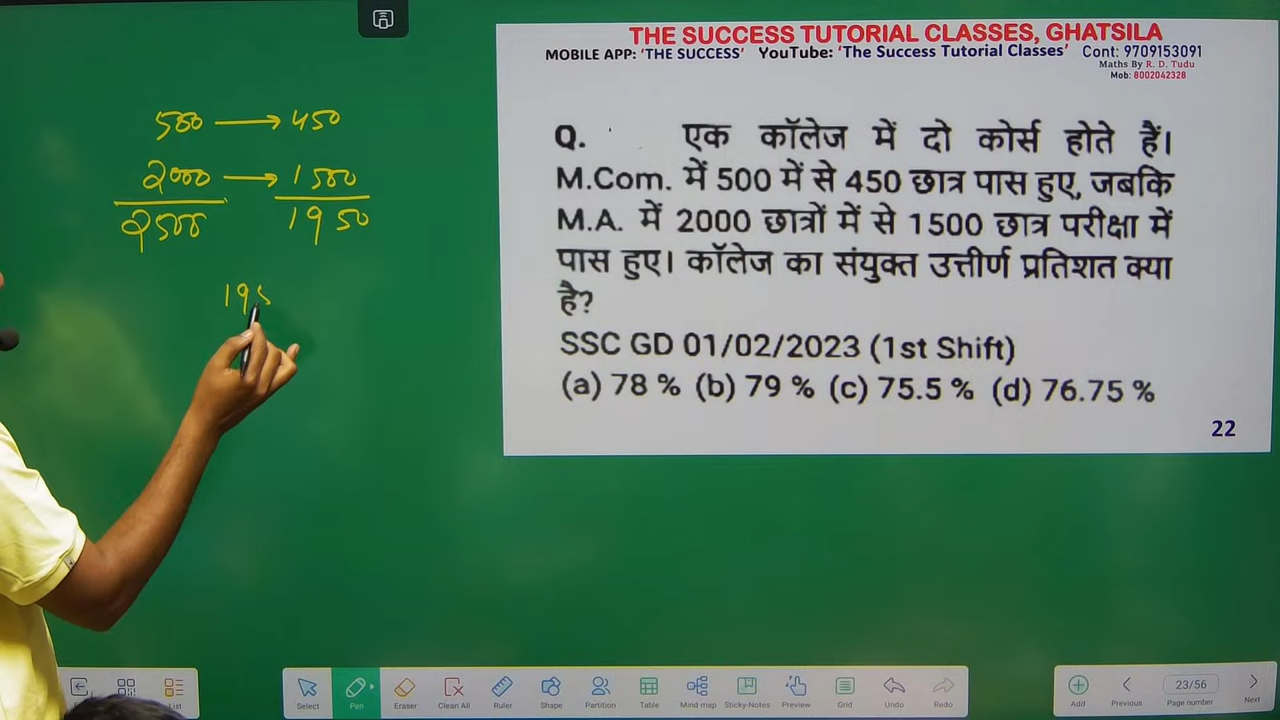 500 → 450
2000 → 1500
2500 1950
195
THE SUCCESS TUTORIAL CLASSES, GHATSILA
MOBILE APP: 'THE SUCCESS' YouTube: 'The Success Tutorial Classes' Cont: 9709153091
Maths By R. D. Tudu
Mob: 8002042328
Q. एक कॉलेज में दो कोर्स होते हैं।
M.Com. में 500 में से 450 छात्र पास हुए, जबकि
M.A. में 2000 छात्रों में से 1500 छात्र परीक्षा में
पास हुए। कॉलेज का संयुक्त उत्तीर्ण प्रतिशत क्या
है?
SSC GD 01/02/2023 (1st Shift)
(a) 78 % (b) 79 % (c) 75.5 % (d) 76.75 %
22
Select Pen Eraser Clean All Ruler Shape Partition Table Mind map Sticky-Notes Preview Grid Undo Redo
23/56
Add Previous Page number Next